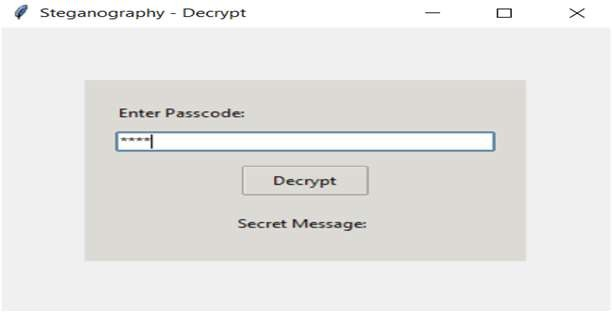 Steganography - Decrypt
Enter Passcode:
****
Decrypt
Secret Message: